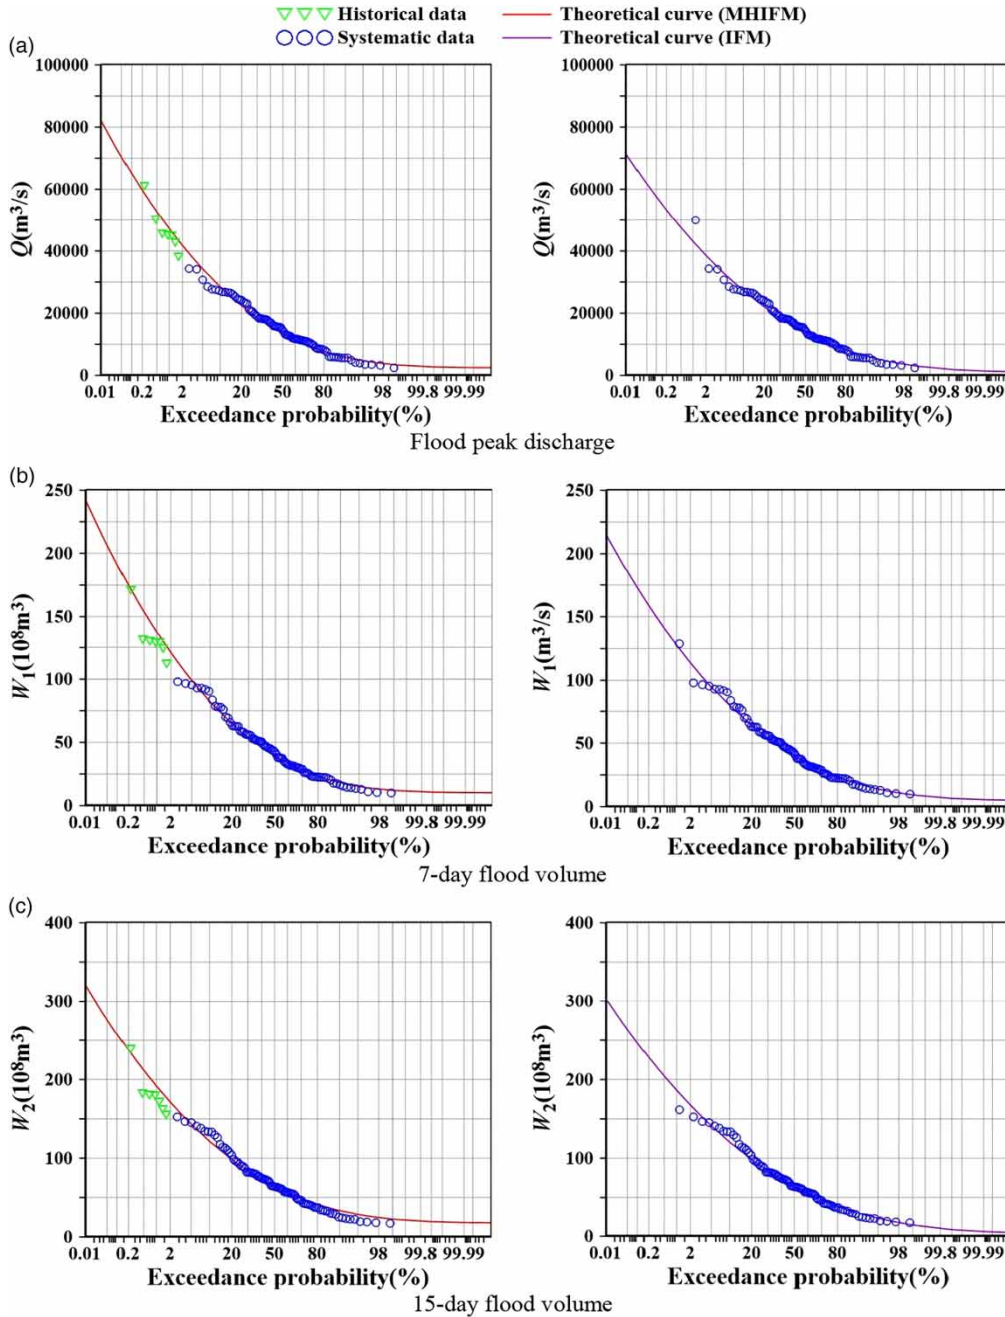 Historical data
Theoretical curve (MHIFM)
Systematic data
Theoretical curve (IFM)
(a)
100000
80000
60000
40000
20000
0
Q(m³/s)
0.01 0.2 2 20 50 80 98 99.8 99.99
Exceedance probability(%)
100000
80000
60000
40000
20000
0
Q(m³/s)
0.01 0.2 2 20 50 80 98 99.8 99.99
Exceedance probability(%)
Flood peak discharge
(b)
250
200
150
100
50
0
W₁(10⁸m³)
0.01 0.2 2 20 50 80 98 99.8 99.99
Exceedance probability(%)
250
200
150
100
50
0
W₁(m³/s)
0.01 0.2 2 20 50 80 98 99.8 99.99
Exceedance probability(%)
7-day flood volume
(c)
400
300
200
100
0
W₂(10⁸m³)
0.01 0.2 2 20 50 80 98 99.8 99.99
Exceedance probability(%)
400
300
200
100
0
W₂(10⁸m³)
0.01 0.2 2 20 50 80 98 99.8 99.99
Exceedance probability(%)
15-day flood volume